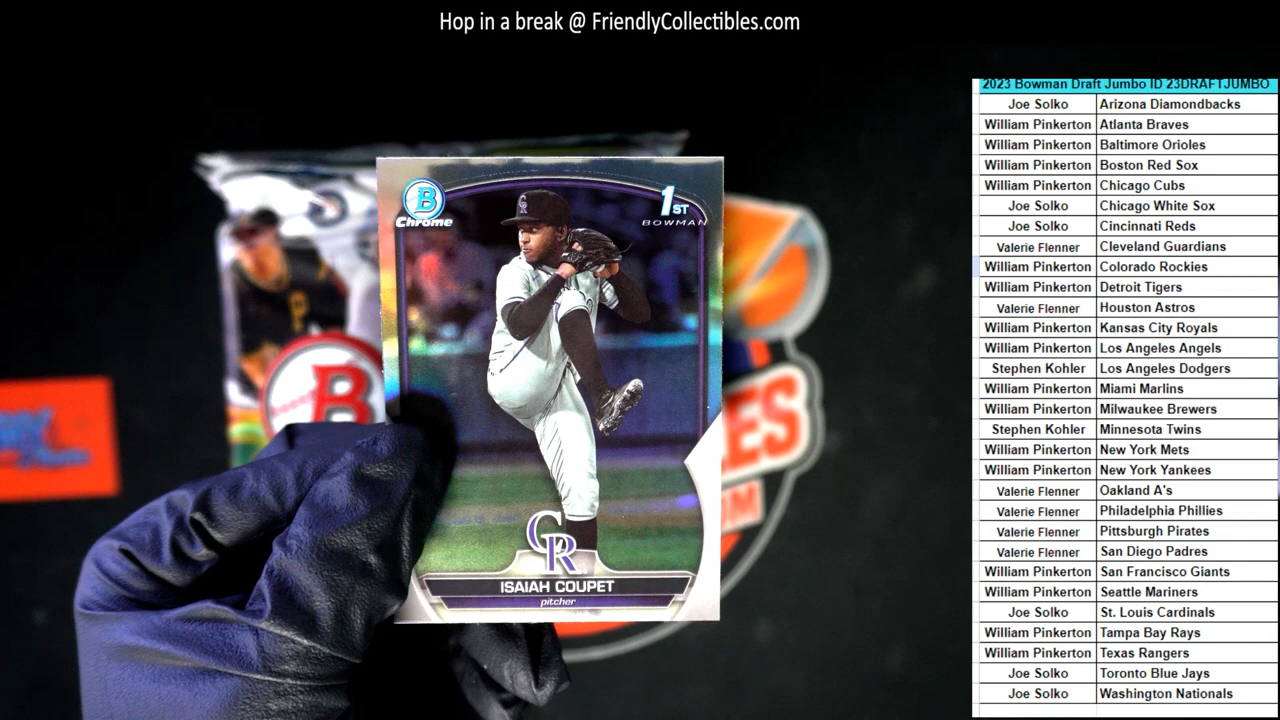 Hop in a break @ FriendlyCollectibles.com
2023 Bowman Draft Jumbo ID 23DRAFTJUMBO
Joe Solko Arizona Diamondbacks
William Pinkerton Atlanta Braves
William Pinkerton Baltimore Orioles
William Pinkerton Boston Red Sox
William Pinkerton Chicago Cubs
Joe Solko Chicago White Sox
Joe Solko Cincinnati Reds
Valerie Flenner Cleveland Guardians
William Pinkerton Colorado Rockies
William Pinkerton Detroit Tigers
Valerie Flenner Houston Astros
William Pinkerton Kansas City Royals
William Pinkerton Los Angeles Angels
Stephen Kohler Los Angeles Dodgers
William Pinkerton Miami Marlins
William Pinkerton Milwaukee Brewers
Stephen Kohler Minnesota Twins
William Pinkerton New York Mets
William Pinkerton New York Yankees
Valerie Flenner Oakland A's
Valerie Flenner Philadelphia Phillies
Valerie Flenner Pittsburgh Pirates
Valerie Flenner San Diego Padres
William Pinkerton San Francisco Giants
William Pinkerton Seattle Mariners
Joe Solko St. Louis Cardinals
William Pinkerton Tampa Bay Rays
William Pinkerton Texas Rangers
Joe Solko Toronto Blue Jays
Joe Solko Washington Nationals
B
Chrome
1ST
BOWMAN
CR
B
CR
ISAIAH COUPET
pitcher